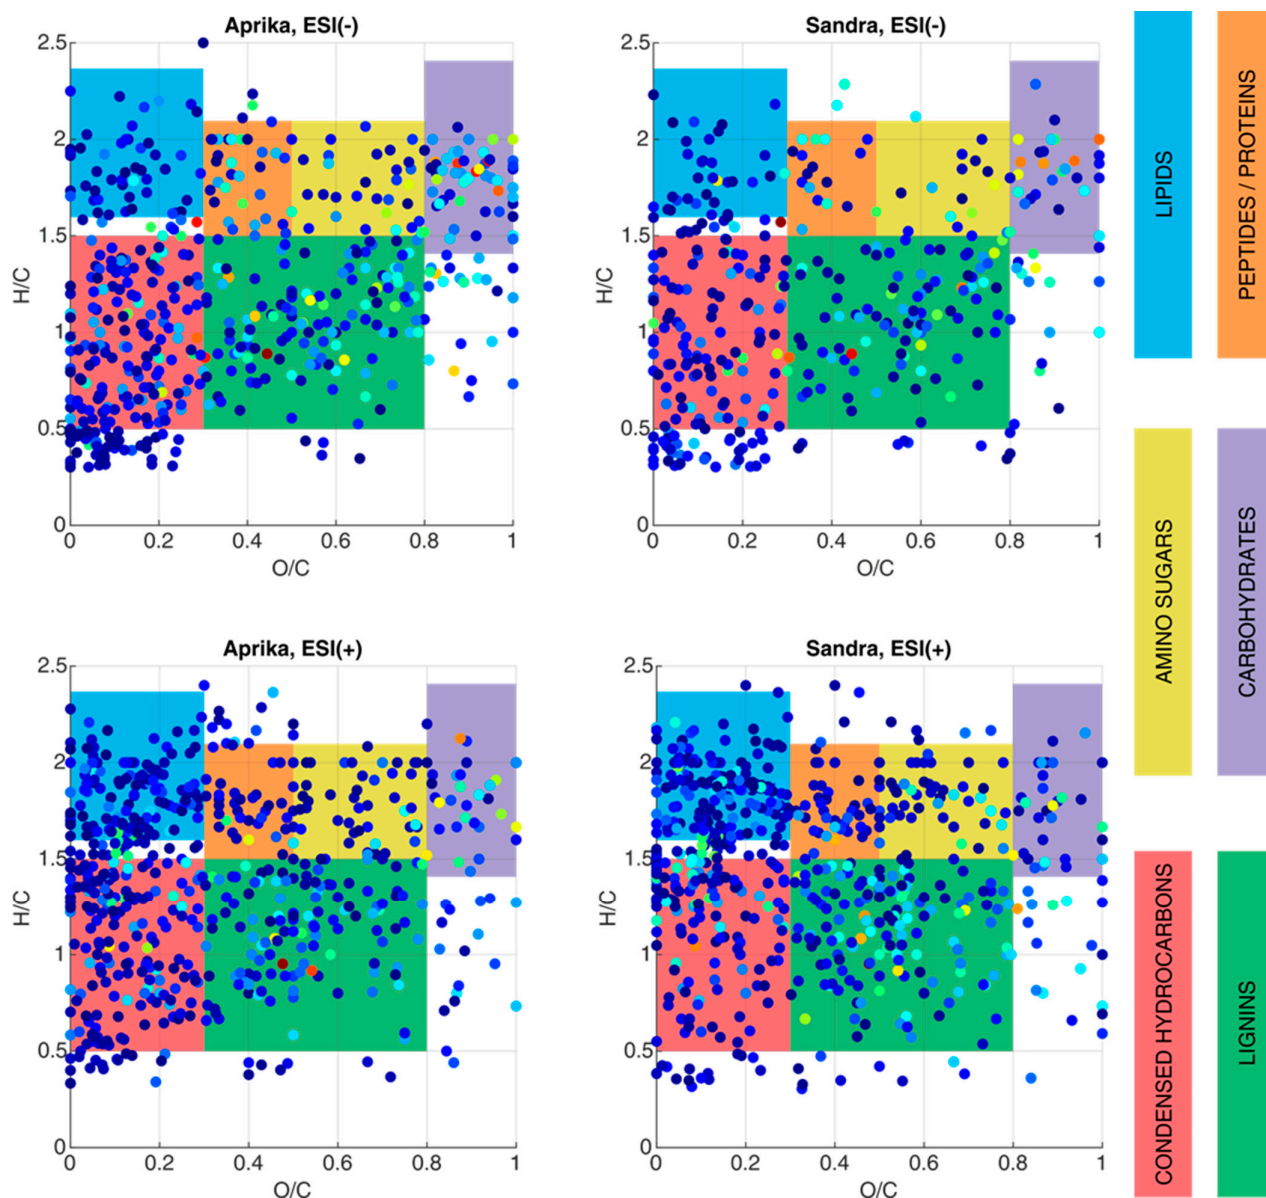 Aprika, ESI(-)
2.5
2
1.5
1
0.5
0
H/C
0 0.2 0.4 0.6 0.8 1
O/C
Sandra, ESI(-)
2.5
2
1.5
1
0.5
0
H/C
0 0.2 0.4 0.6 0.8 1
O/C
Aprika, ESI(+)
2.5
2
1.5
1
0.5
0
H/C
0 0.2 0.4 0.6 0.8 1
O/C
Sandra, ESI(+)
2.5
2
1.5
1
0.5
0
H/C
0 0.2 0.4 0.6 0.8 1
O/C
LIPIDS
PEPTIDES / PROTEINS
AMINO SUGARS
CARBOHYDRATES
CONDENSED HYDROCARBONS
LIGNINS